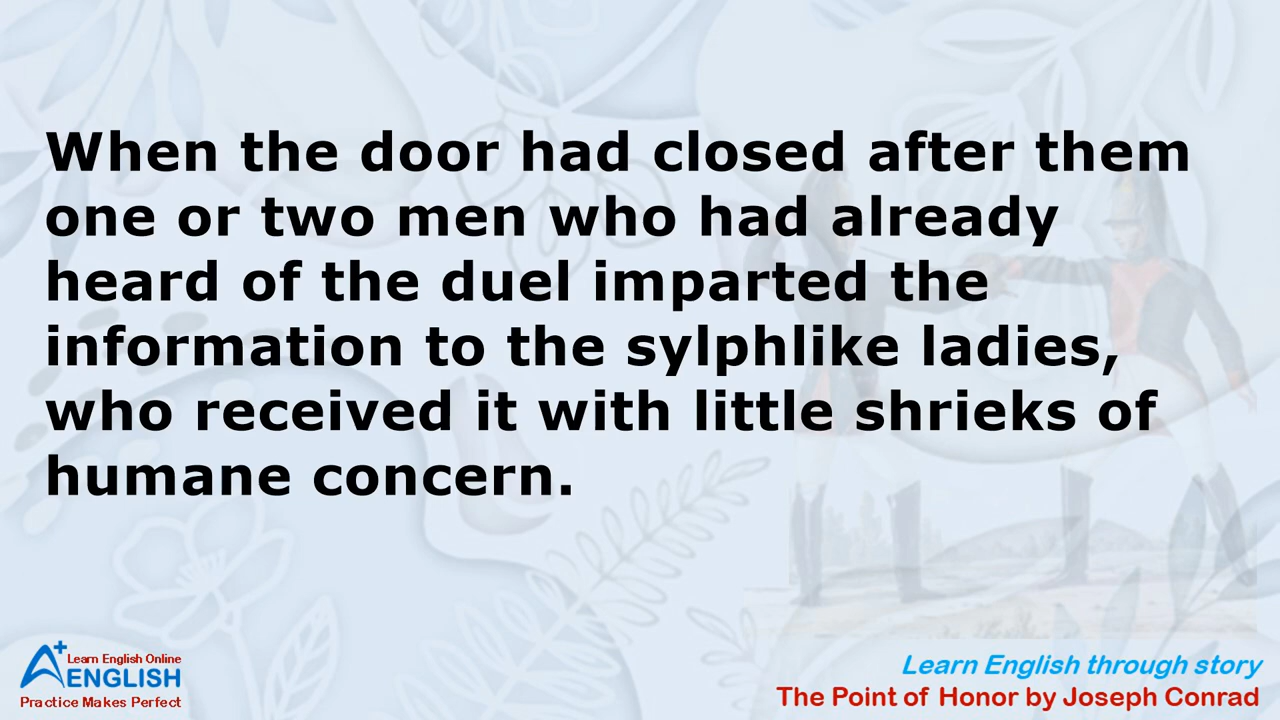 When the door had closed after them
one or two men who had already
heard of the duel imparted the
information to the sylphlike ladies,
who received it with little shrieks of
humane concern.
A+ Learn English Online
ENGLISH
Practice Makes Perfect
Learn English through story
The Point of Honor by Joseph Conrad